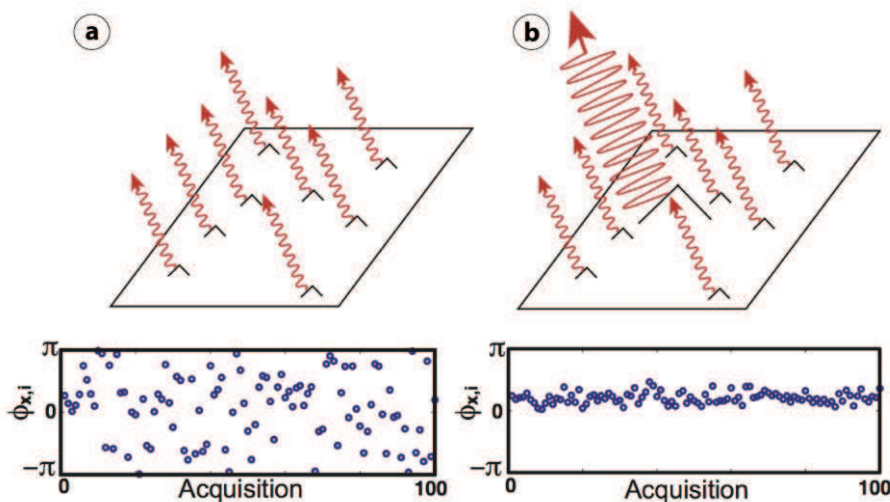 a
b
π
ϕx,i
0
−π
0
Acquisition
100
π
ϕx,i
0
−π
0
Acquisition
100